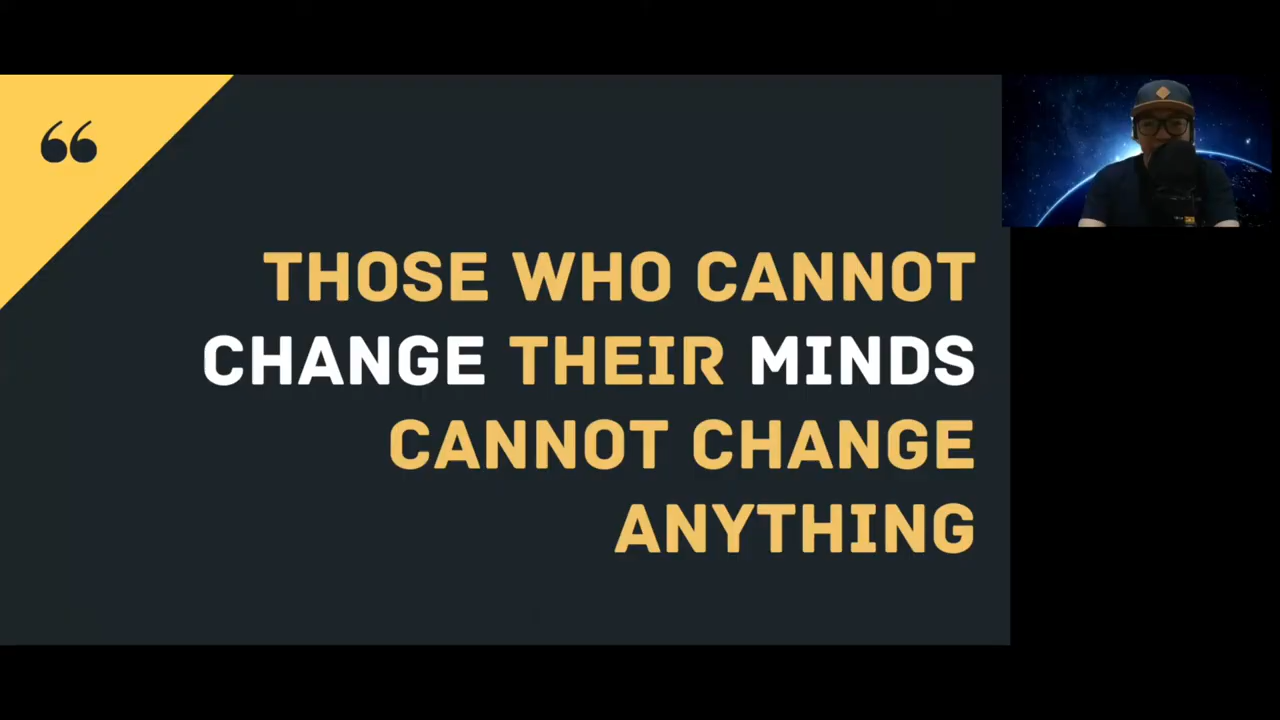 “
THOSE WHO CANNOT
CHANGE THEIR MINDS
CANNOT CHANGE
ANYTHING